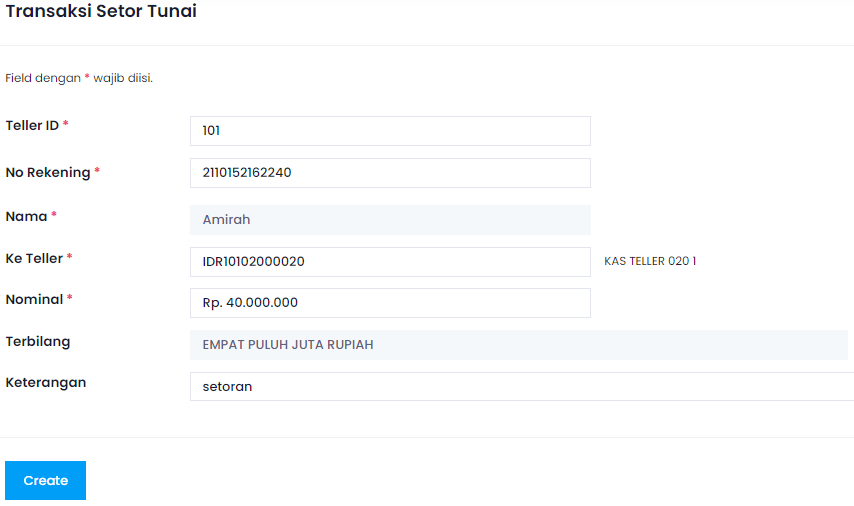 Transaksi Setor Tunai
Field dengan * wajib diisi.
Teller ID * 101
No Rekening * 2110152162240
Nama * Amirah
Ke Teller * IDR10102000020 KAS TELLER 020 1
Nominal * Rp. 40.000.000
Terbilang EMPAT PULUH JUTA RUPIAH
Keterangan setoran
Create